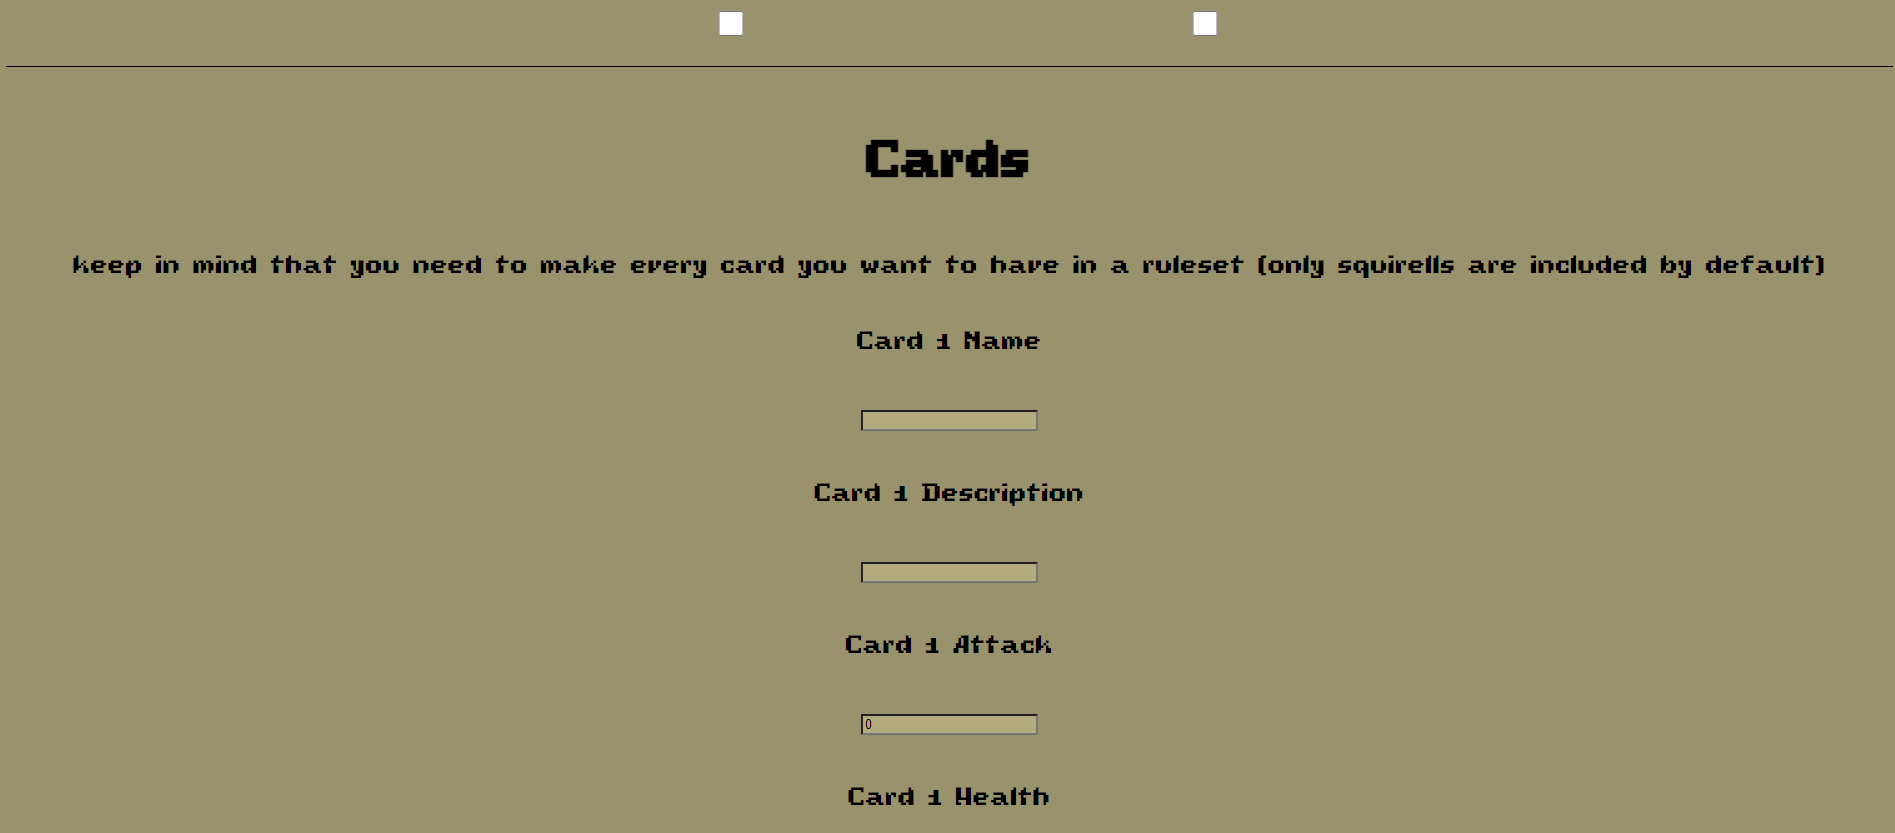 Cards
keep in mind that you need to make every card you want to have in a ruleset (only squirells are included by default)
Card 1 Name
Card 1 Description
Card 1 Attack
0
Card 1 Health